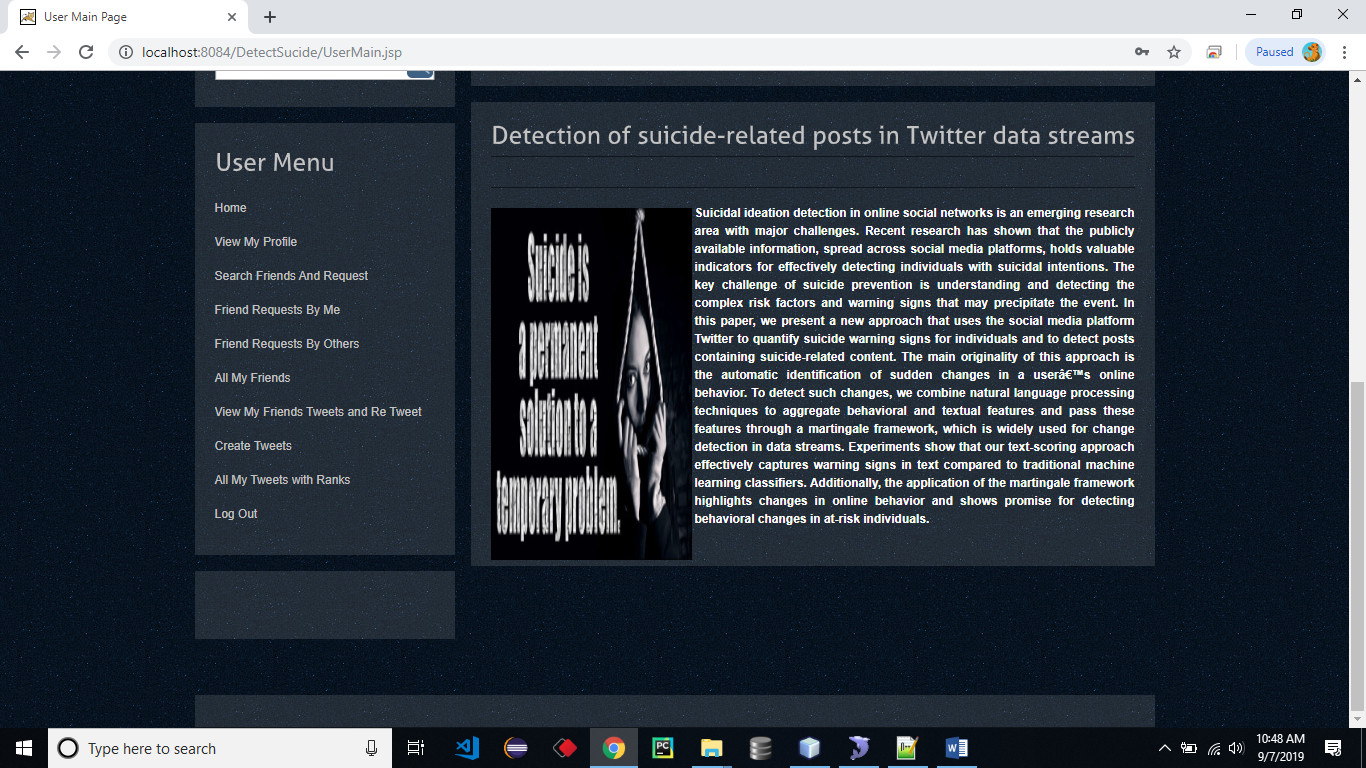 User Main Page
localhost:8084/DetectSucide/UserMain.jsp
Paused
User Menu
Home
View My Profile
Search Friends And Request
Friend Requests By Me
Friend Requests By Others
All My Friends
View My Friends Tweets and Re Tweet
Create Tweets
All My Tweets with Ranks
Log Out
Detection of suicide-related posts in Twitter data streams
Suicide is
a permanent
solution to a
temporary problem.
Suicidal ideation detection in online social networks is an emerging research
area with major challenges. Recent research has shown that the publicly
available information, spread across social media platforms, holds valuable
indicators for effectively detecting individuals with suicidal intentions. The
key challenge of suicide prevention is understanding and detecting the
complex risk factors and warning signs that may precipitate the event. In
this paper, we present a new approach that uses the social media platform
Twitter to quantify suicide warning signs for individuals and to detect posts
containing suicide-related content. The main originality of this approach is
the automatic identification of sudden changes in a userâ€™s online
behavior. To detect such changes, we combine natural language processing
techniques to aggregate behavioral and textual features and pass these
features through a martingale framework, which is widely used for change
detection in data streams. Experiments show that our text-scoring approach
effectively captures warning signs in text compared to traditional machine
learning classifiers. Additionally, the application of the martingale framework
highlights changes in online behavior and shows promise for detecting
behavioral changes in at-risk individuals.
Type here to search
PC
10:48 AM
9/7/2019